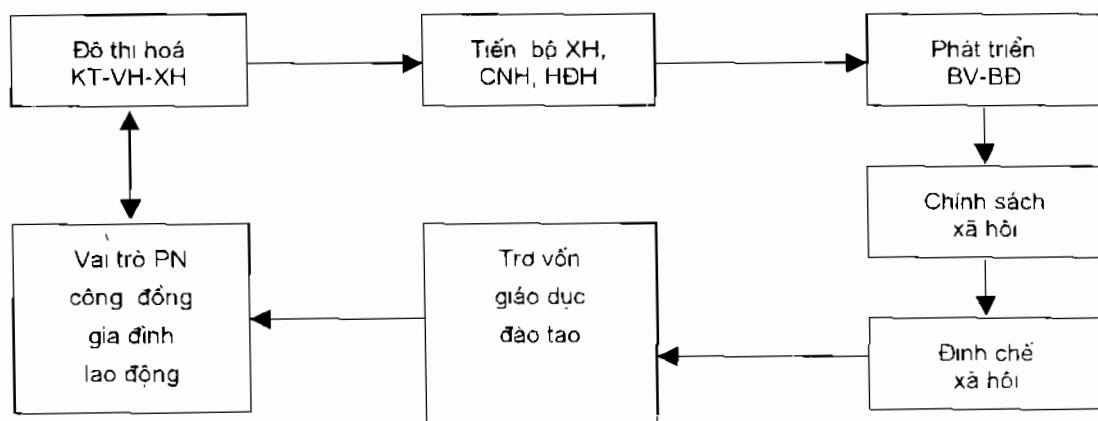 Đô thi hoá
KT-VH-XH
Tiến bộ XH,
CNH, HĐH
Phát triển
BV-BĐ
Chính sách
xã hôi
Vai trò PN
công đồng
gia đình
lao động
Trơ vốn
giáo dục
đào tao
Đinh chế
xã hôi